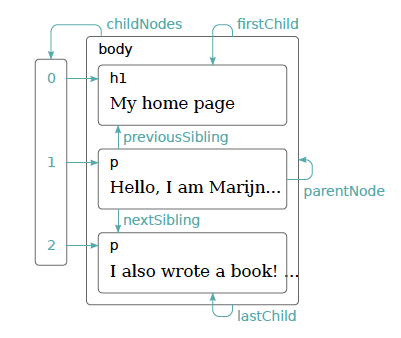 childNodes
firstChild
body
0
h1
My home page
previousSibling
1
p
Hello, I am Marijn...
parentNode
nextSibling
2
p
I also wrote a book! ...
lastChild